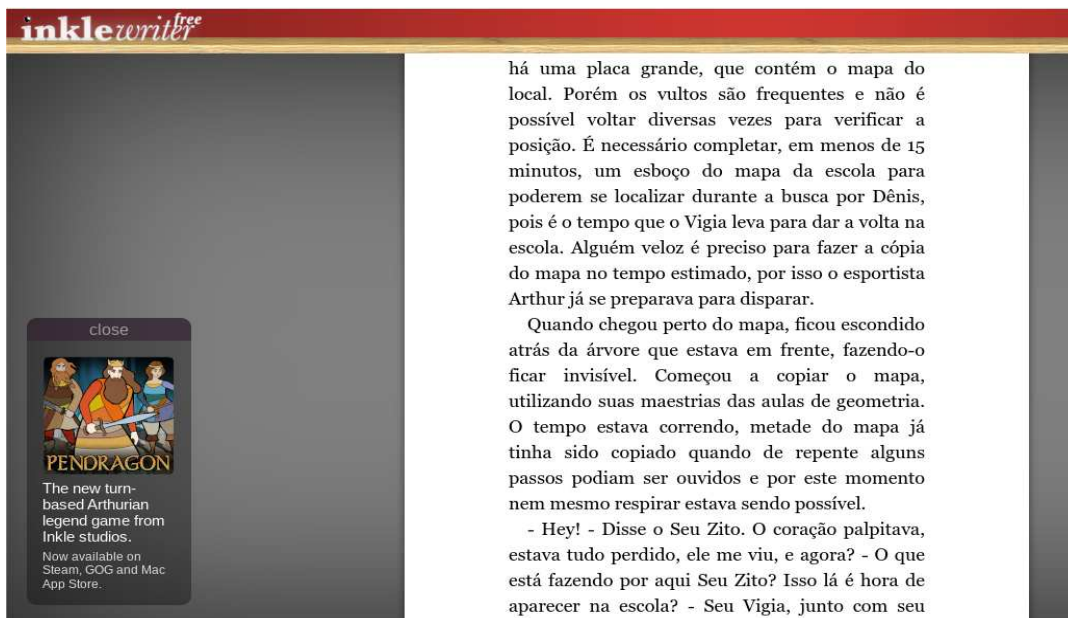 inklewriter free
close
PENDRAGON
The new turn-
based Arthurian
legend game from
Inkle studios.
Now available on
Steam, GOG and Mac
App Store.
há uma placa grande, que contém o mapa do
local. Porém os vultos são frequentes e não é
possível voltar diversas vezes para verificar a
posição. É necessário completar, em menos de 15
minutos, um esboço do mapa da escola para
poderem se localizar durante a busca por Dênis,
pois é o tempo que o Vigia leva para dar a volta na
escola. Alguém veloz é preciso para fazer a cópia
do mapa no tempo estimado, por isso o esportista
Arthur já se preparava para disparar.
Quando chegou perto do mapa, ficou escondido
atrás da árvore que estava em frente, fazendo-o
ficar invisível. Começou a copiar o mapa,
utilizando suas maestrias das aulas de geometria.
O tempo estava correndo, metade do mapa já
tinha sido copiado quando de repente alguns
passos podiam ser ouvidos e por este momento
nem mesmo respirar estava sendo possível.
- Hey! - Disse o Seu Zito. O coração palpitava,
estava tudo perdido, ele me viu, e agora? - O que
está fazendo por aqui Seu Zito? Isso lá é hora de
aparecer na escola? - Seu Vigia, junto com seu